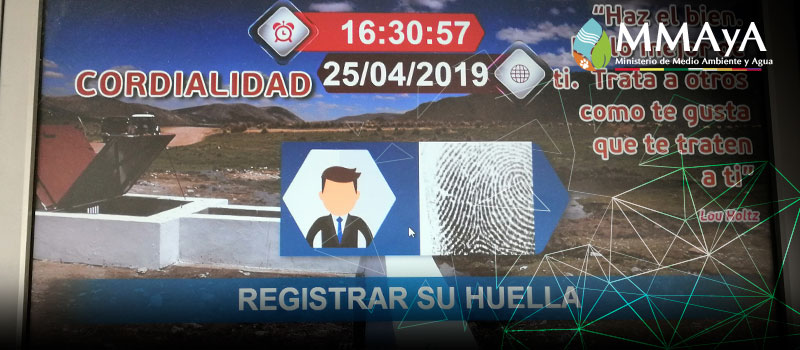 16:30:57
25/04/2019
CORDIALIDAD
MMAyA
Ministerio de Medio Ambiente y Agua
“Haz el bien.
ti. Trata a otros
como te gusta
que te traten
a ti”
Lou Holtz
REGISTRAR SU HUELLA